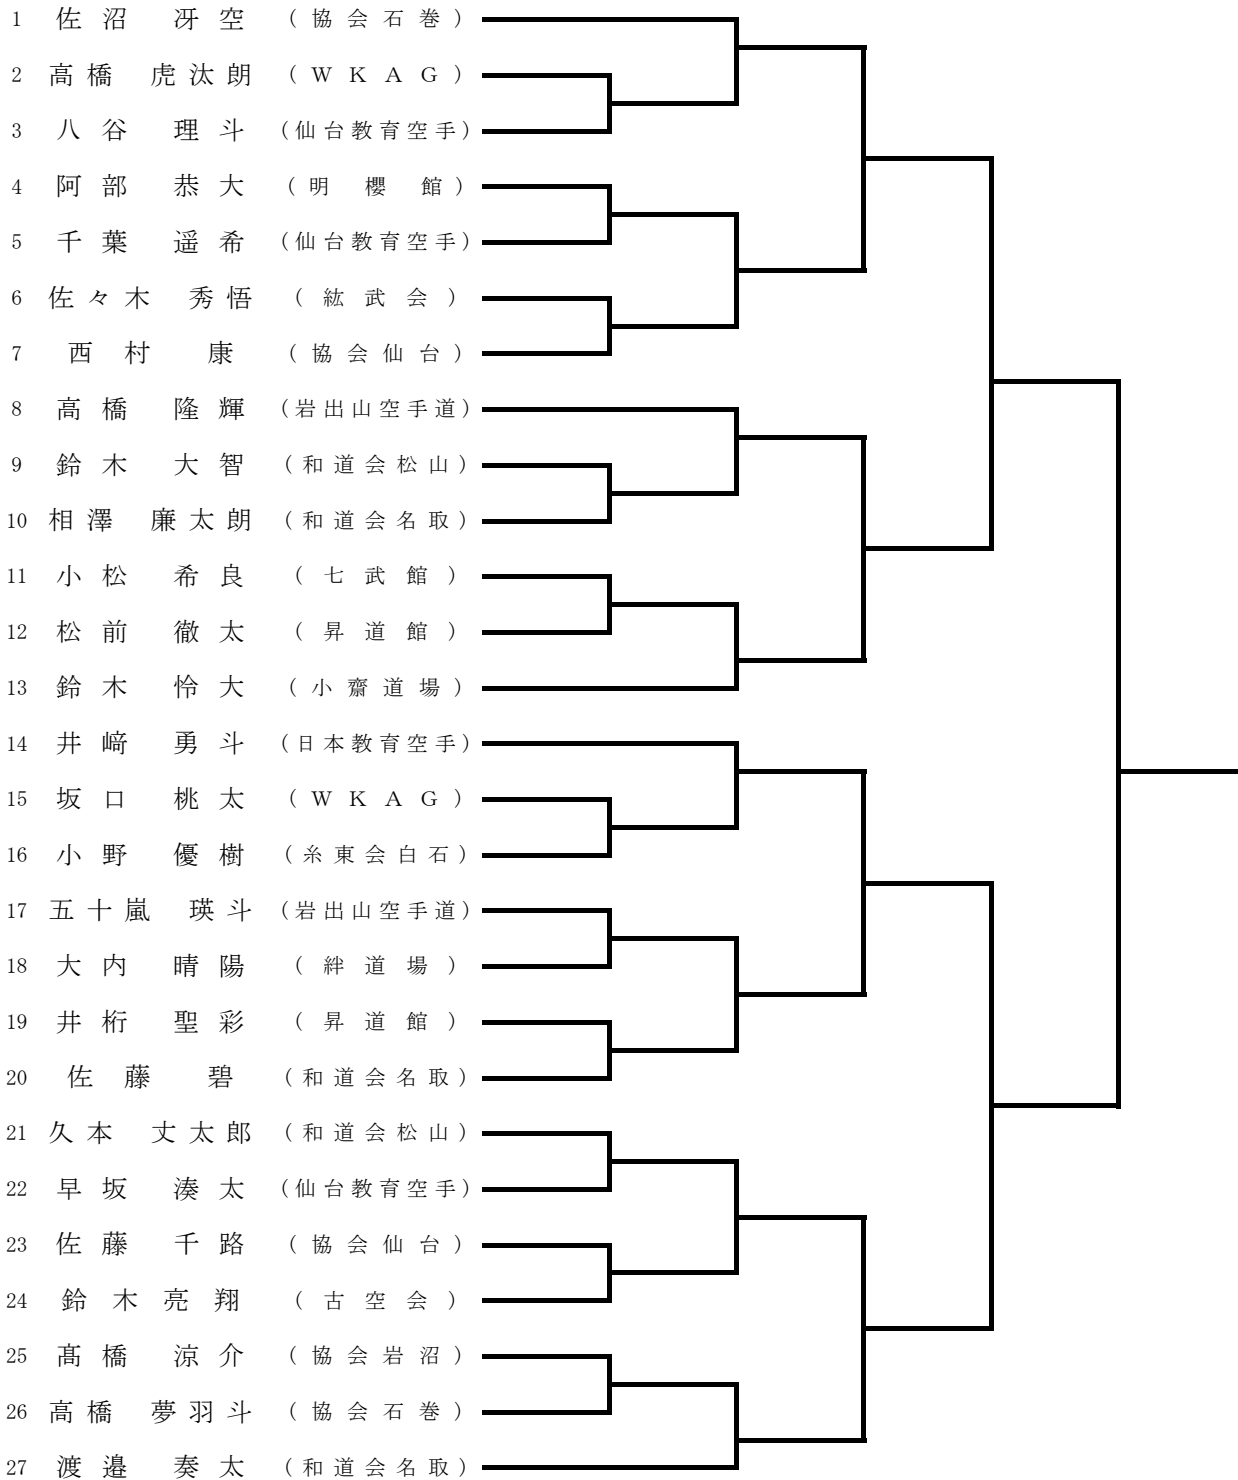 1 佐沼 冴空 (協会石巻)
2 高橋 虎汰朗 (WKAG)
3 八谷 理斗 (仙台教育空手)
4 阿部 恭大 (明櫻館)
5 千葉 遥希 (仙台教育空手)
6 佐々木 秀悟 (紘武会)
7 西村 康 (協会仙台)
8 高橋 隆輝 (岩出山空手道)
9 鈴木 大智 (和道会松山)
10 相澤 廉太朗 (和道会名取)
11 小松 希良 (七武館)
12 松前 徹太 (昇道館)
13 鈴木 怜大 (小齋道場)
14 井﨑 勇斗 (日本教育空手)
15 坂口 桃太 (WKAG)
16 小野 優樹 (糸東会白石)
17 五十嵐 瑛斗 (岩出山空手道)
18 大内 晴陽 (絆道場)
19 井桁 聖彩 (昇道館)
20 佐藤 碧 (和道会名取)
21 久本 丈太郎 (和道会松山)
22 早坂 湊太 (仙台教育空手)
23 佐藤 千路 (協会仙台)
24 鈴木亮翔 (古空会)
25 髙橋 涼介 (協会岩沼)
26 高橋 夢羽斗 (協会石巻)
27 渡邉 奏太 (和道会名取)